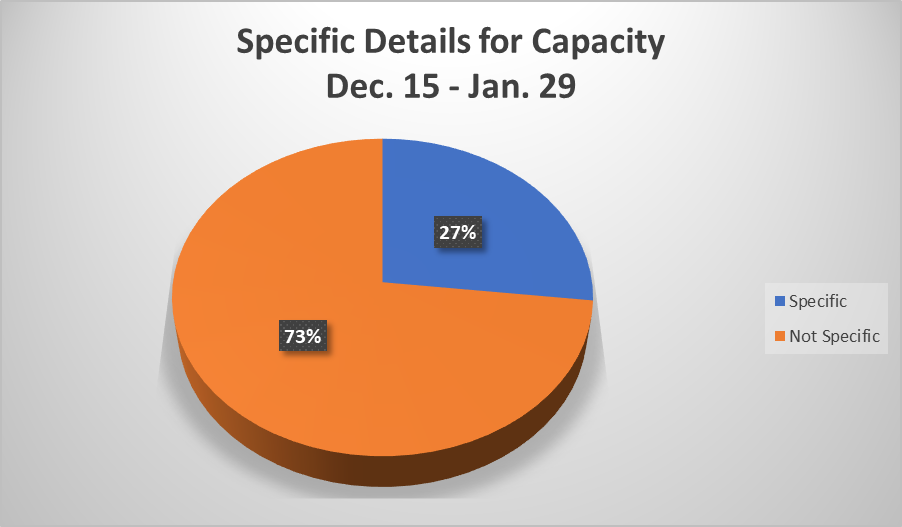 Specific Details for Capacity
Dec. 15 - Jan. 29
27%
73%
Specific
Not Specific